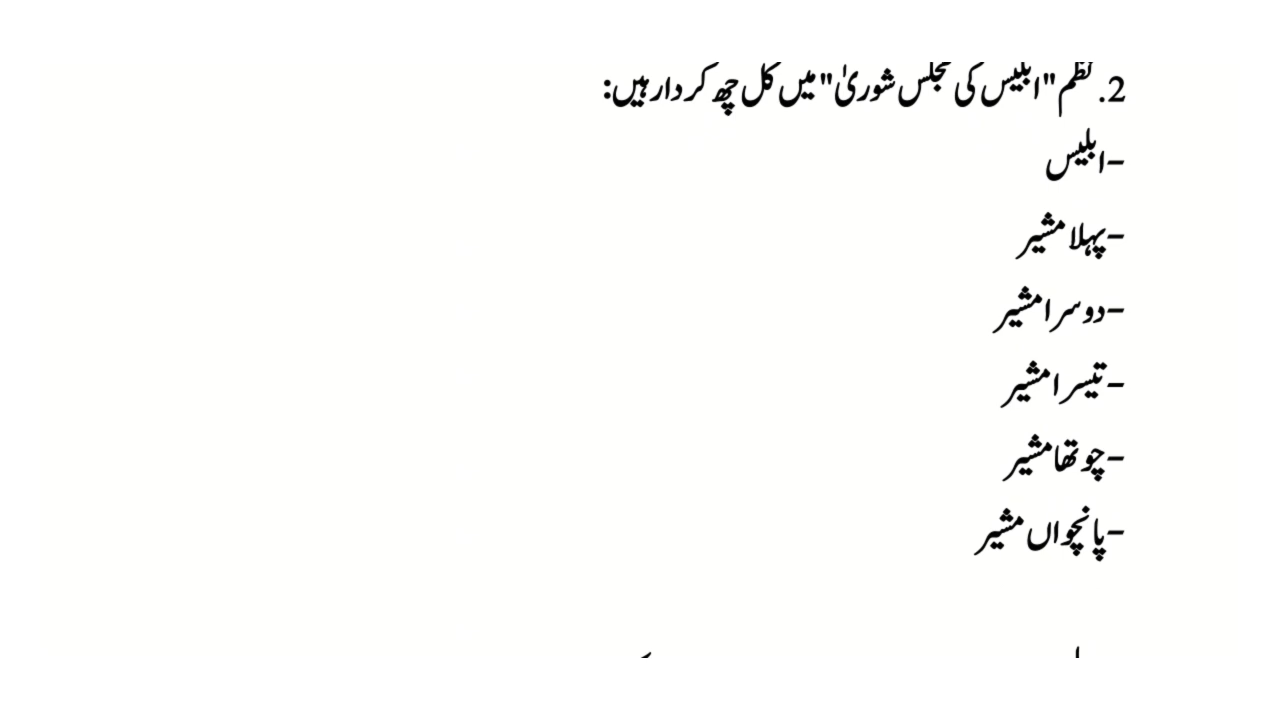 2. نظم "ابلیس کی مجلس شوریٰ" میں کل چھ کردار ہیں:
-ابلیس
-پہلا مشیر
-دوسرا مشیر
-تیسرا مشیر
-چوتھا مشیر
-پانچواں مشیر